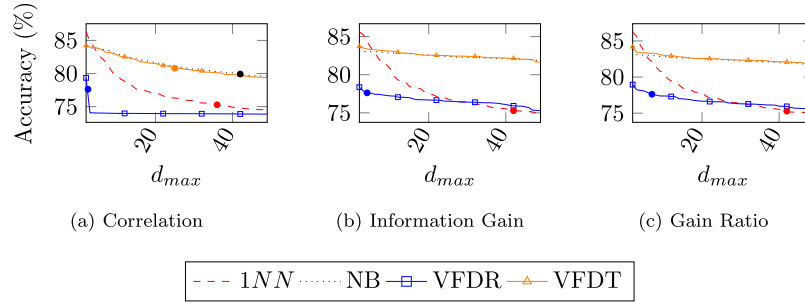 Accuracy (%)
85
80
75
20
40
d_max
(a) Correlation
85
80
75
20
40
d_max
(b) Information Gain
85
80
75
20
40
d_max
(c) Gain Ratio
1NN NB VFDR VFDT